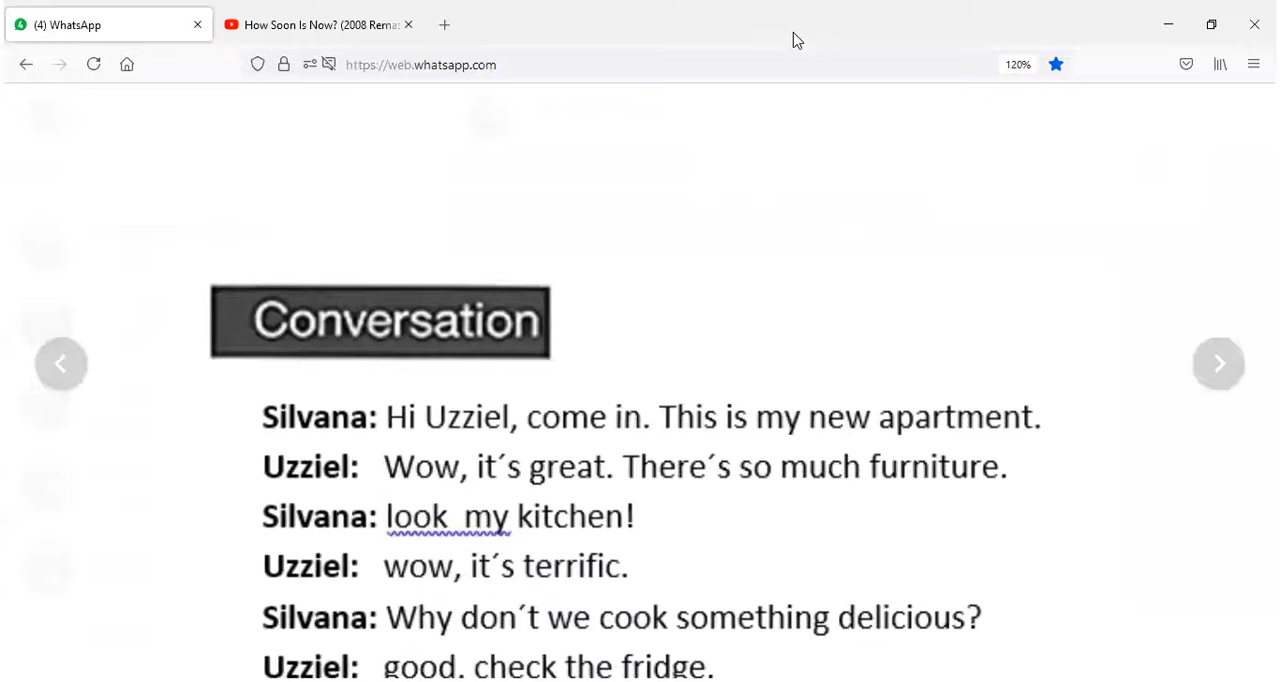 (4) WhatsApp
How Soon Is Now? (2008 Rema
https://web.whatsapp.com
120%
Conversation
Silvana: Hi Uzziel, come in. This is my new apartment.
Uzziel: Wow, it´s great. There´s so much furniture.
Silvana: look my kitchen!
Uzziel: wow, it´s terrific.
Silvana: Why don´t we cook something delicious?
Uzziel: good, check the fridge.